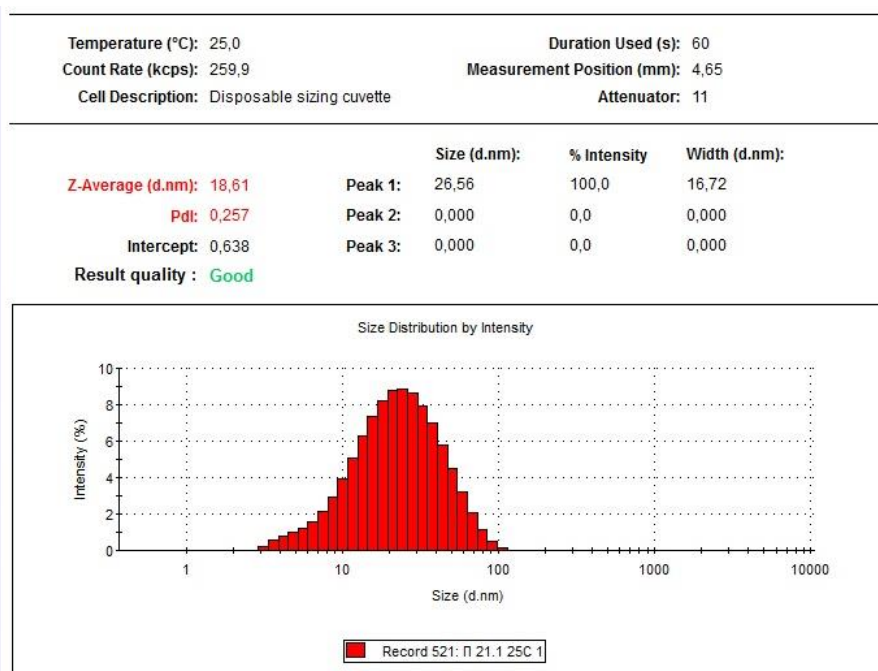 Temperature (°C): 25,0 Duration Used (s): 60
Count Rate (kcps): 259,9 Measurement Position (mm): 4,65
Cell Description: Disposable sizing cuvette Attenuator: 11
Size (d.nm): % Intensity Width (d.nm):
Z-Average (d.nm): 18,61 Peak 1: 26,56 100,0 16,72
PdI: 0,257 Peak 2: 0,000 0,0 0,000
Intercept: 0,638 Peak 3: 0,000 0,0 0,000
Result quality : Good
Size Distribution by Intensity
10
8
6
4
2
0
Intensity (%)
1 10 100 1000 10000
Size (d.nm)
Record 521: П 21.1 25C 1